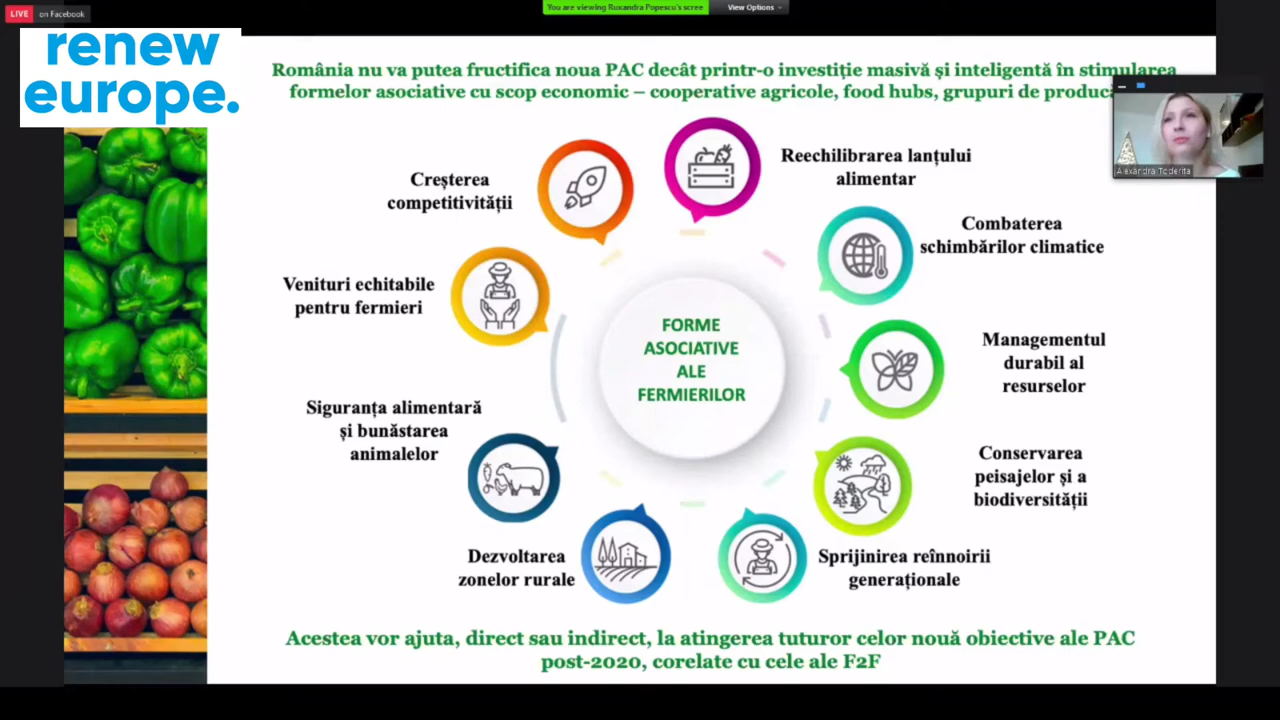 LIVE on Facebook
You are viewing Ruxandra Popescu's scree
View Options
renew
europe.
România nu va putea fructifica noua PAC decât printr-o investiție masivă și inteligentă în stimularea
formelor asociative cu scop economic – cooperative agricole, food hubs, grupuri de
Alexandra Toderita
Reechilibrarea lanțului
alimentar
Creșterea
competitivității
Combaterea
schimbărilor climatice
Venituri echitabile
pentru fermieri
FORME
ASOCIATIVE
ALE
FERMIERILOR
Managementul
durabil al
resurselor
Siguranța alimentară
și bunăstarea
animalelor
Conservarea
peisajelor și a
biodiversității
Dezvoltarea
zonelor rurale
Sprijinirea reînnoirii
generaționale
Acestea vor ajuta, direct sau indirect, la atingerea tuturor celor nouă obiective ale PAC
post-2020, corelate cu cele ale F2F